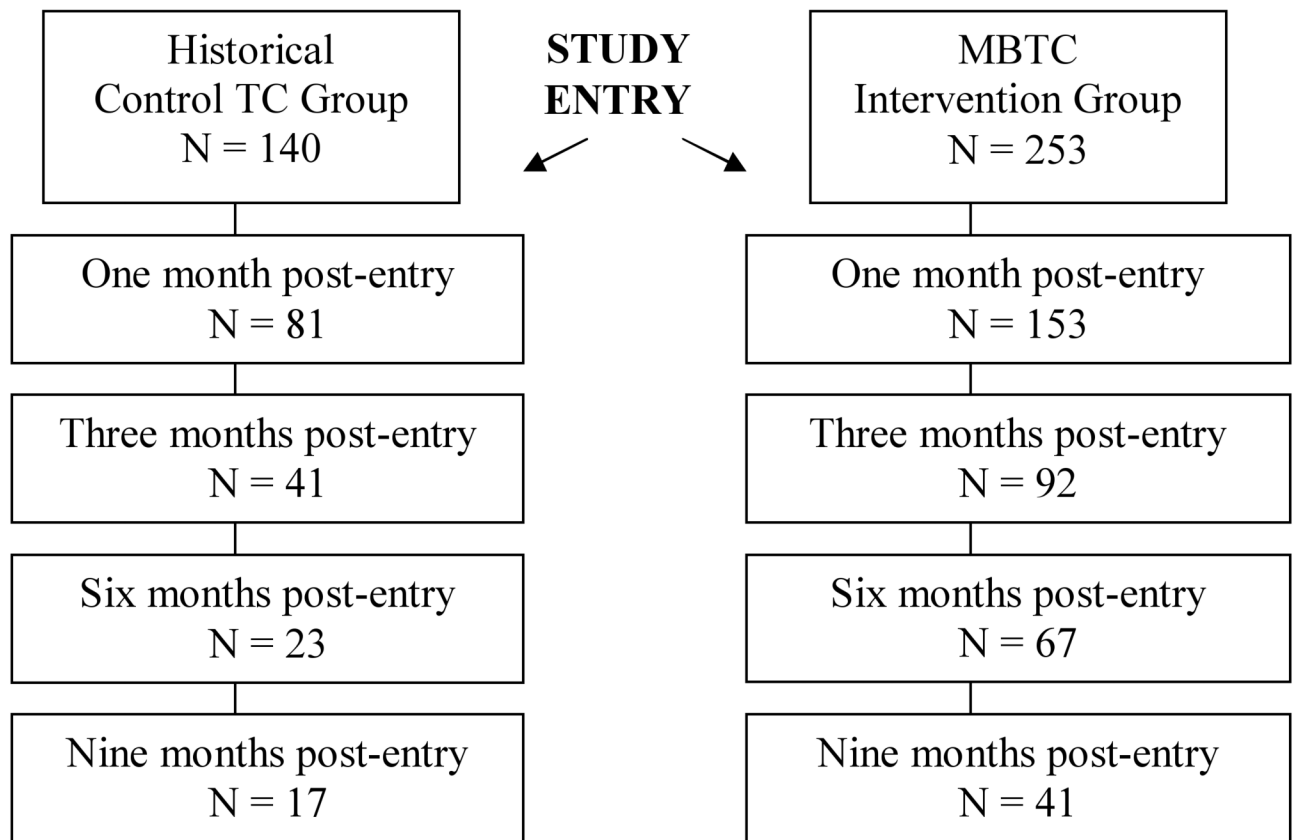 Historical
Control TC Group
N = 140
STUDY
ENTRY
MBTC
Intervention Group
N = 253
One month post-entry
N = 81
One month post-entry
N = 153
Three months post-entry
N = 41
Three months post-entry
N = 92
Six months post-entry
N = 23
Six months post-entry
N = 67
Nine months post-entry
N = 17
Nine months post-entry
N = 41